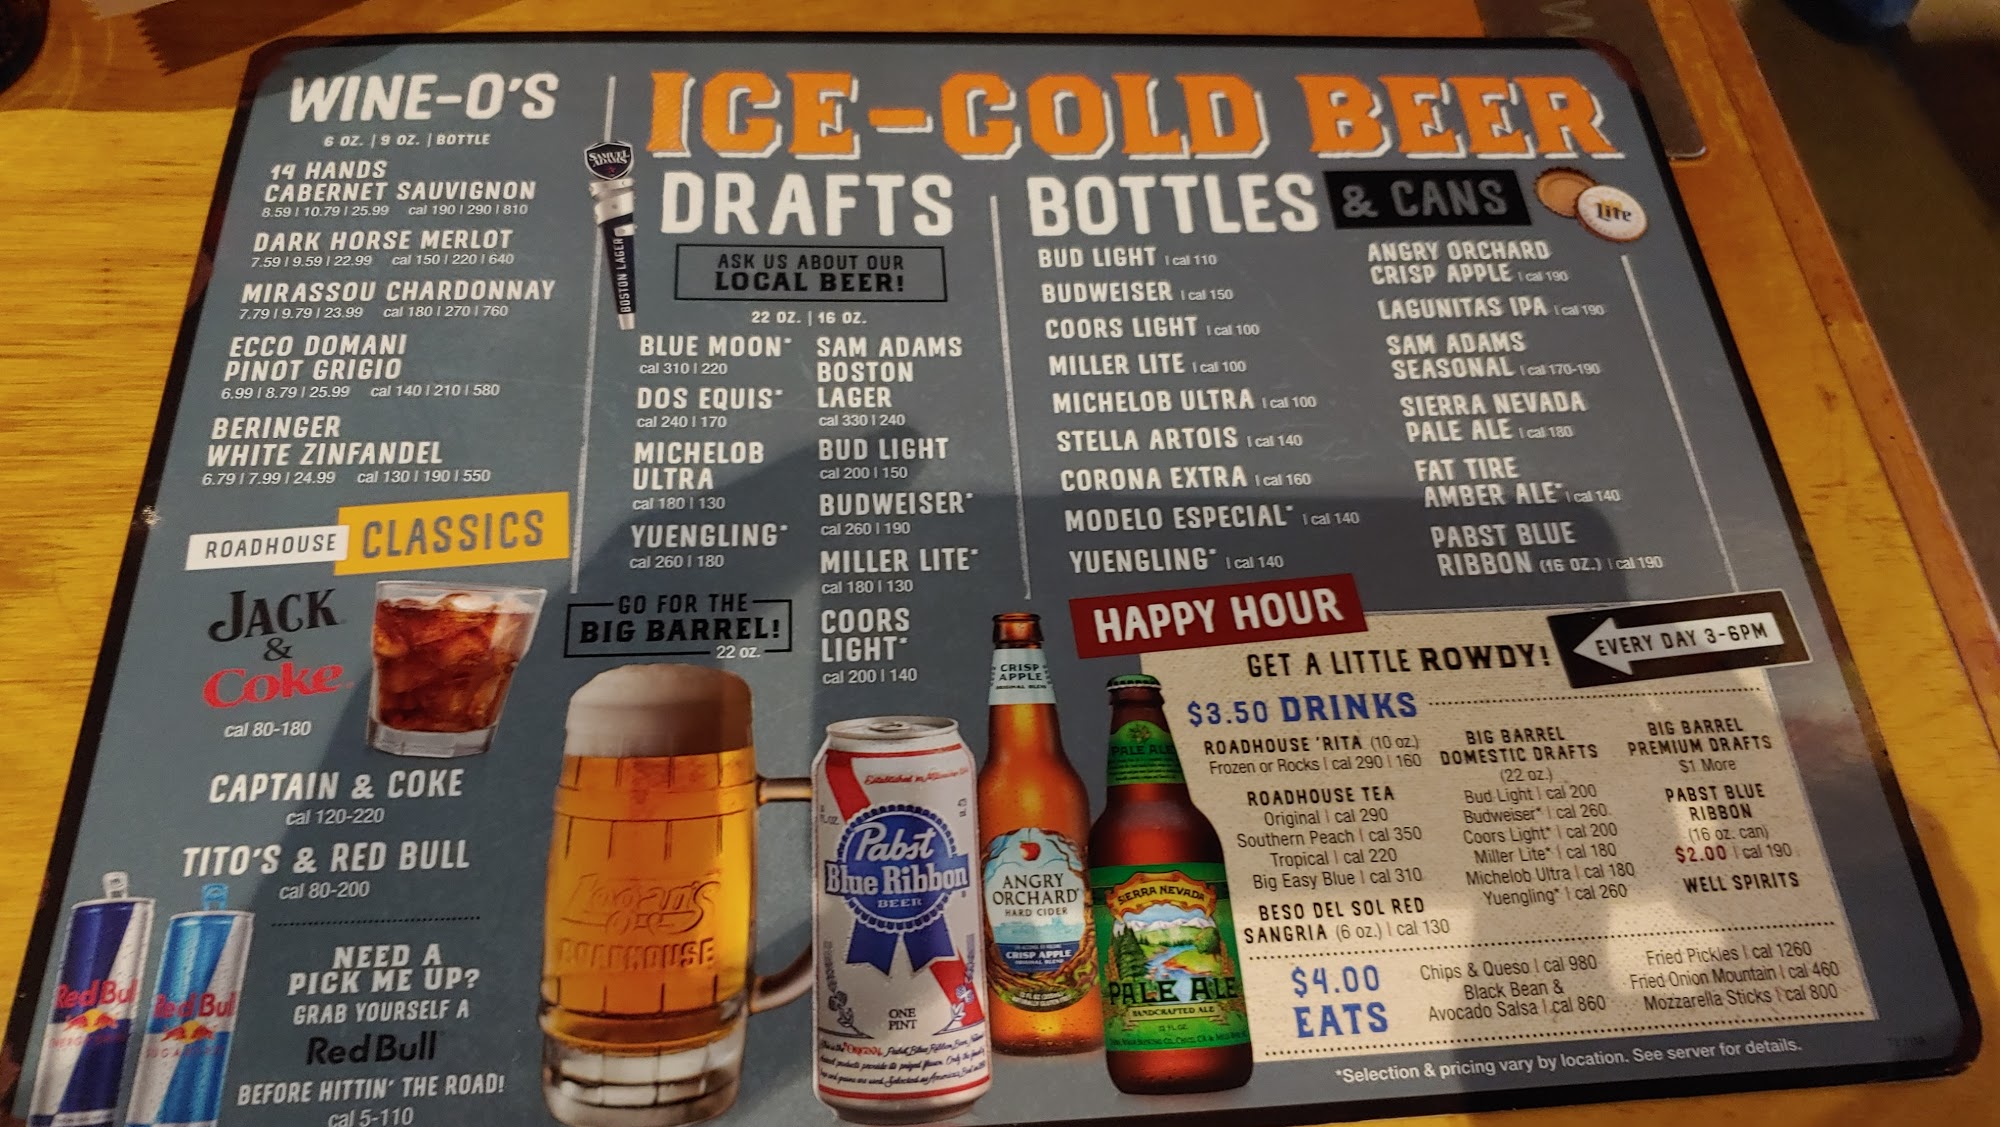 WINE-O'S
6 OZ. | 9 OZ. | BOTTLE
14 HANDS
CABERNET SAUVIGNON
8.59 | 10.79 | 25.99 cal 190 | 290 | 810
DARK HORSE MERLOT
7.59 | 9.59 | 22.99 cal 150 | 220 | 640
MIRASSOU CHARDONNAY
7.79 | 9.79 | 23.99 cal 180 | 270 | 760
ECCO DOMANI
PINOT GRIGIO
6.99 | 8.79 | 25.99 cal 140 | 210 | 580
BERINGER
WHITE ZINFANDEL
6.79 | 7.99 | 24.99 cal 130 | 190 | 550
ROADHOUSE CLASSICS
JACK
&
Coke
cal 80-180
CAPTAIN & COKE
cal 120-220
TITO'S & RED BULL
cal 80-200
NEED A
PICK ME UP?
GRAB YOURSELF A
RedBull
BEFORE HITTIN' THE ROAD!
cal 5-110
RedBull
Red Bull
ICE-COLD BEER
SAMUEL
ADAMS
BOSTON LAGER
DRAFTS
ASK US ABOUT OUR
LOCAL BEER!
22 OZ. | 16 OZ.
BLUE MOON*
cal 310 | 220
DOS EQUIS*
cal 240 | 170
MICHELOB
ULTRA
cal 180 | 130
YUENGLING*
cal 260 | 180
SAM ADAMS
BOSTON
LAGER
cal 330 | 240
BUD LIGHT
cal 200 | 150
BUDWEISER*
cal 260 | 190
MILLER LITE*
cal 180 | 130
COORS
LIGHT*
cal 200 | 140
GO FOR THE
BIG BARREL!
22 oz.
Logan's
ROADHOUSE
Pabst
Blue Ribbon
BEER
ONE
PINT
CRISP
APPLE
ANGRY
ORCHARD
HARD CIDER
CRISP APPLE
PALE ALE
SIERRA NEVADA
PALE ALE
HANDCRAFTED ALE
BOTTLES & CANS
Lite
BUD LIGHT | cal 110
BUDWEISER | cal 150
COORS LIGHT | cal 100
MILLER LITE | cal 100
MICHELOB ULTRA | cal 100
STELLA ARTOIS | cal 140
CORONA EXTRA | cal 160
MODELO ESPECIAL* | cal 140
YUENGLING* | cal 140
ANGRY ORCHARD
CRISP APPLE | cal 190
LAGUNITAS IPA | cal 190
SAM ADAMS
SEASONAL | cal 170-190
SIERRA NEVADA
PALE ALE | cal 180
FAT TIRE
AMBER ALE* | cal 140
PABST BLUE
RIBBON (16 OZ.) | cal 190
HAPPY HOUR
GET A LITTLE ROWDY!
EVERY DAY 3-6PM
$3.50 DRINKS
ROADHOUSE 'RITA (10 oz.)
Frozen or Rocks | cal 290 | 160
ROADHOUSE TEA
Original | cal 290
Southern Peach | cal 350
Tropical | cal 220
Big Easy Blue | cal 310
BESO DEL SOL RED
SANGRIA (6 oz.) | cal 130
BIG BARREL
DOMESTIC DRAFTS
(22 oz.)
Bud Light | cal 200
Budweiser* | cal 260
Coors Light* | cal 200
Miller Lite* | cal 180
Michelob Ultra | cal 180
Yuengling* | cal 260
BIG BARREL
PREMIUM DRAFTS
$1 More
PABST BLUE
RIBBON
(16 oz. can)
$2.00 | cal 190
WELL SPIRITS
$4.00
EATS
Chips & Queso | cal 980
Black Bean &
Avocado Salsa | cal 860
Fried Pickles | cal 1260
Fried Onion Mountain | cal 460
Mozzarella Sticks | cal 800
*Selection & pricing vary by location. See server for details.